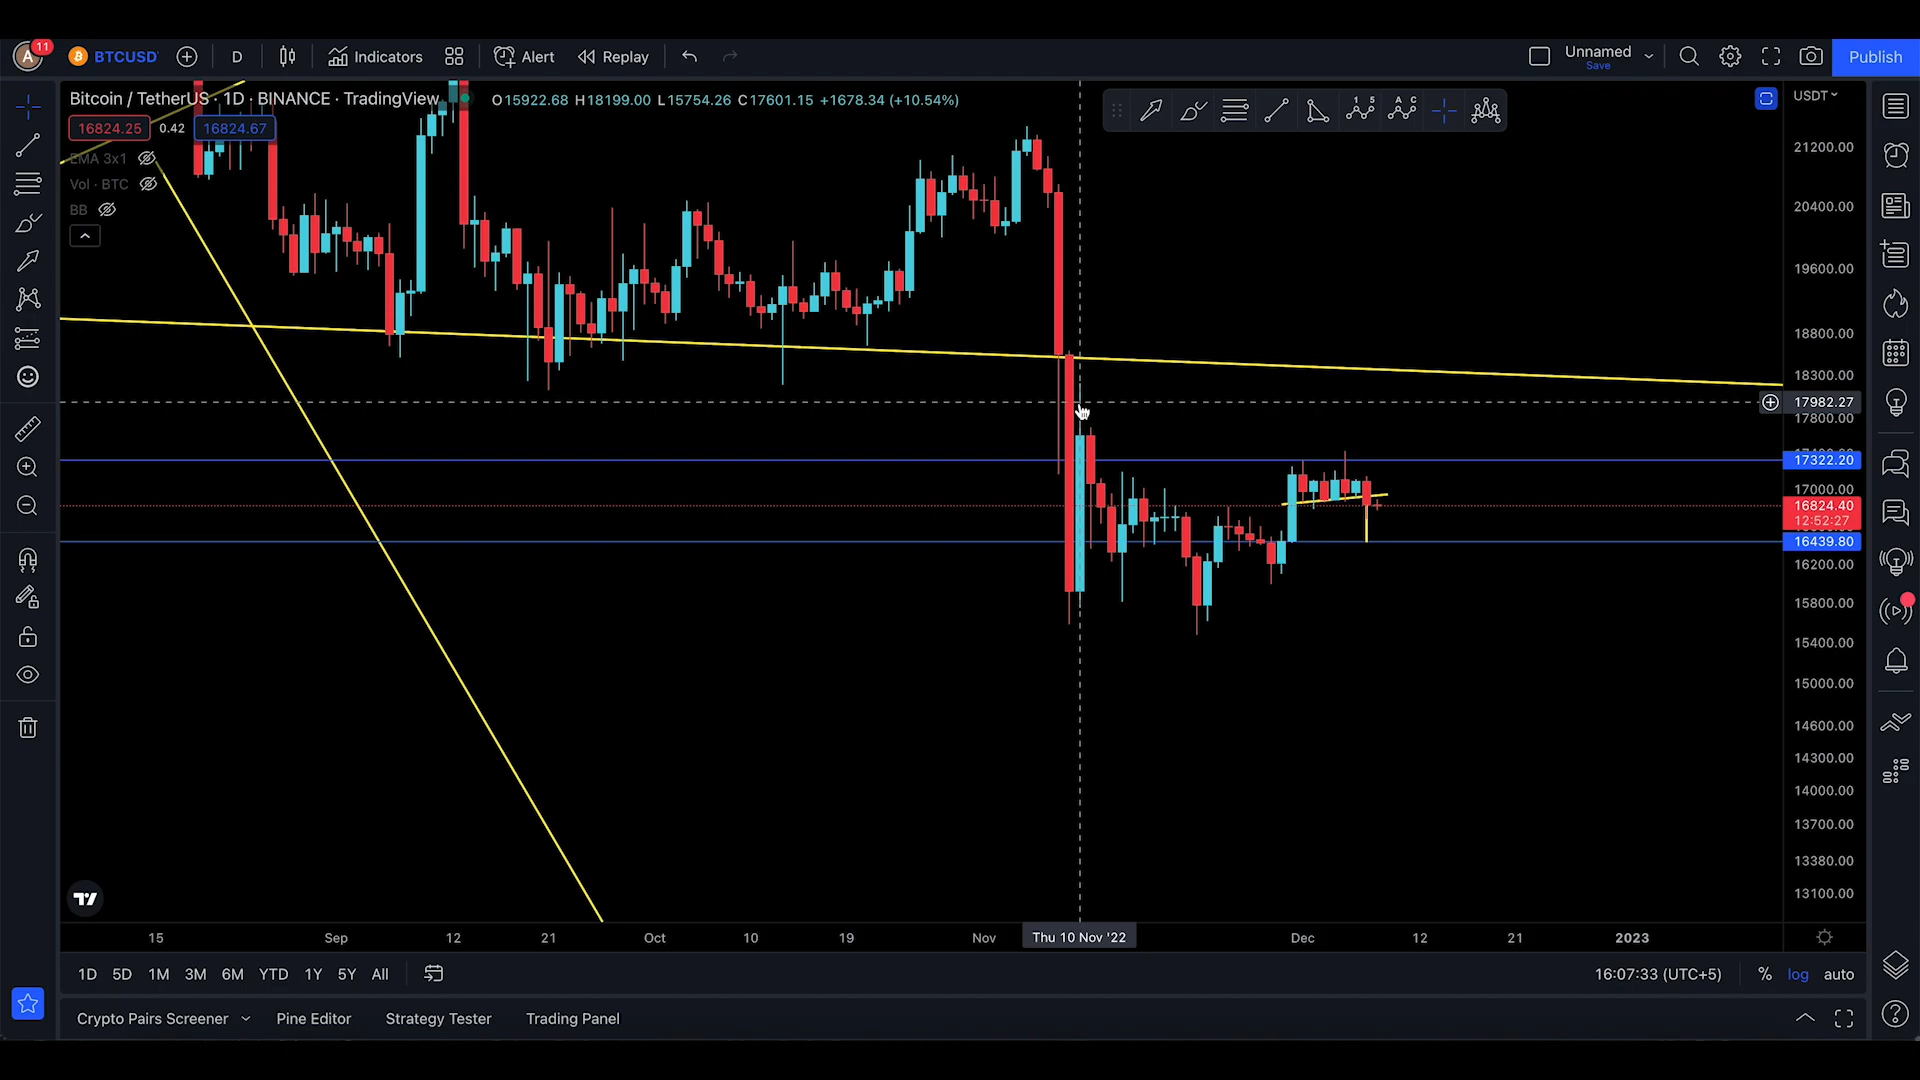 A 11 BTCUSD D Indicators Alert Replay Unnamed Save Publish
Bitcoin / TetherUS · 1D · BINANCE · TradingView O15922.68 H18199.00 L15754.26 C17601.15 +1678.34 (+10.54%)
USDT
16824.25 0.42 16824.67
EMA 3x1
Vol · BTC
BB
1 5
A C
21200.00
20400.00
19600.00
18800.00
18300.00
17982.27
17800.00
17322.20
17000.00
16824.40
12:52:27
16439.80
16200.00
15800.00
15400.00
15000.00
14600.00
14300.00
14000.00
13700.00
13380.00
13100.00
15 Sep 12 21 Oct 10 19 Nov Thu 10 Nov '22 Dec 12 21 2023
1D 5D 1M 3M 6M YTD 1Y 5Y All 16:07:33 (UTC+5) % log auto
Crypto Pairs Screener Pine Editor Strategy Tester Trading Panel